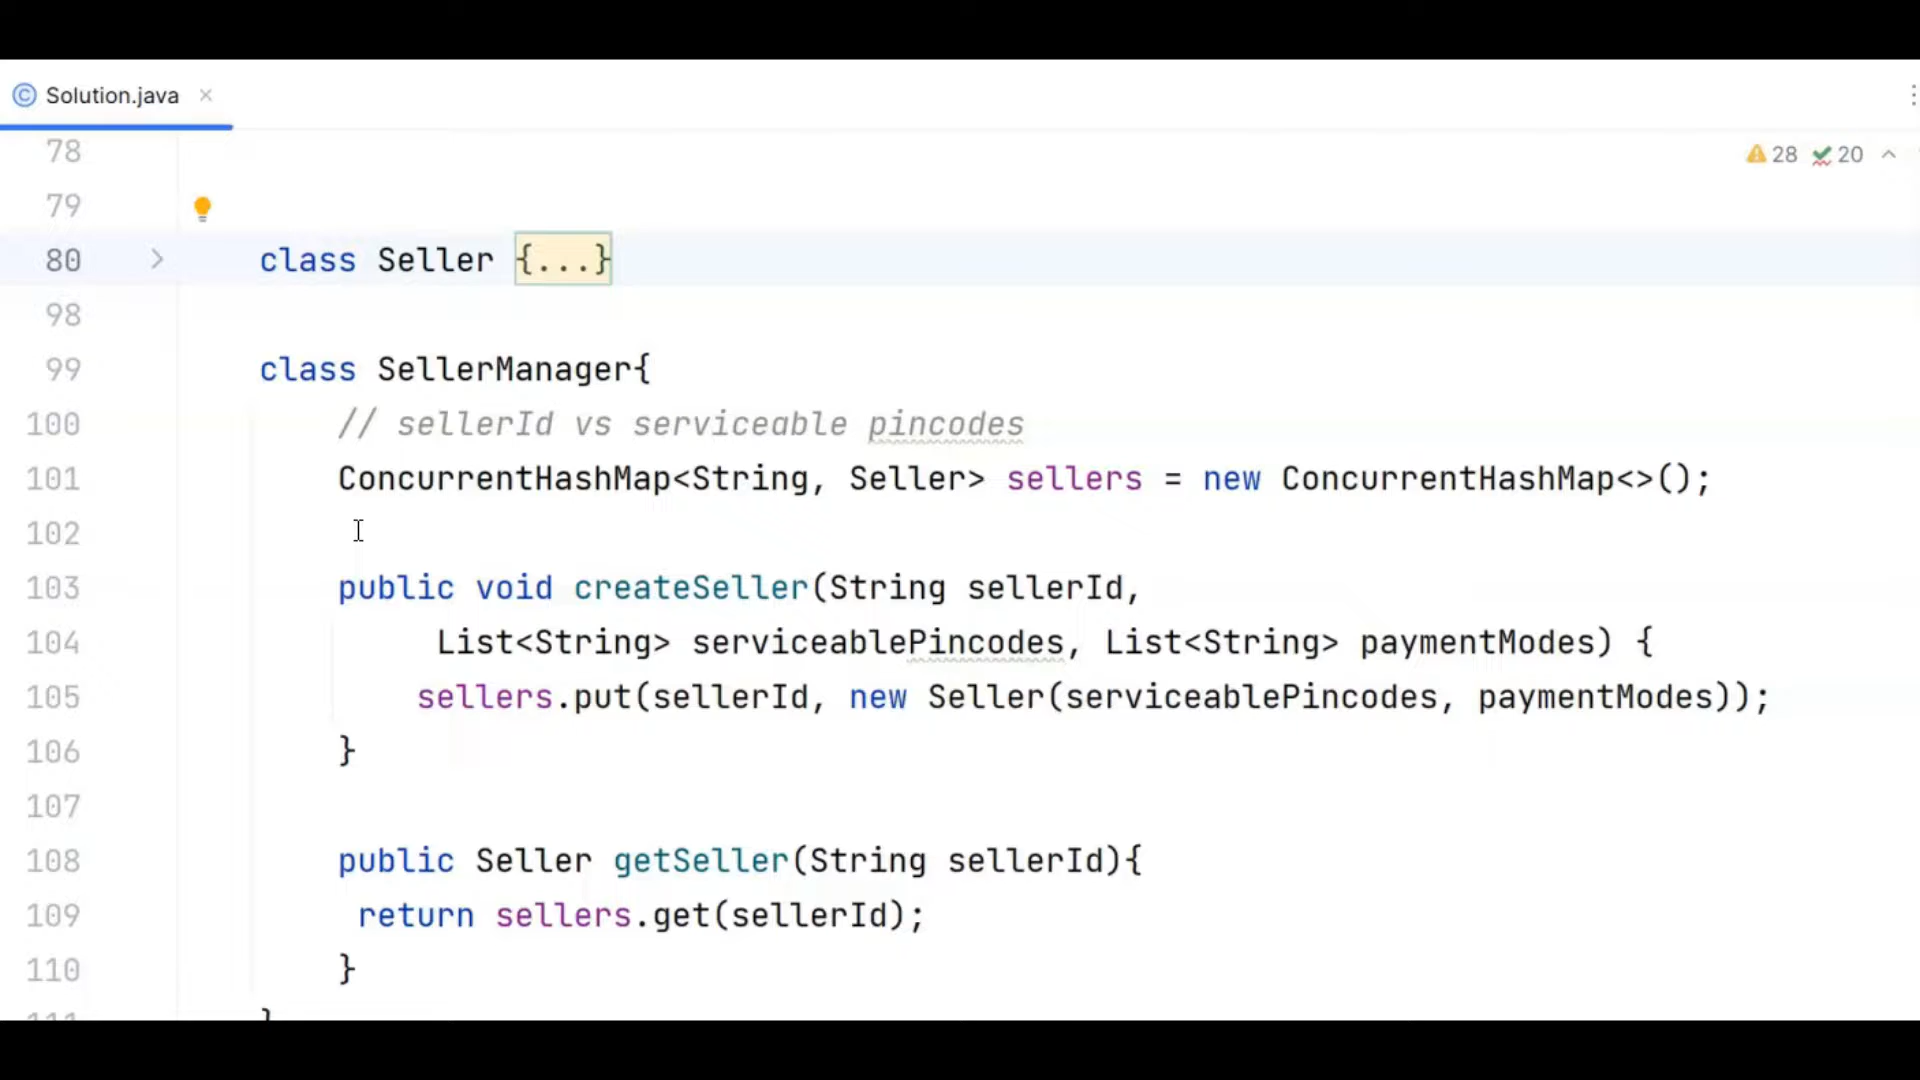 Solution.java
28 20
78
79
80 class Seller {...}
98
99 class SellerManager{
100 // sellerId vs serviceable pincodes
101 ConcurrentHashMap<String, Seller> sellers = new ConcurrentHashMap<>();
102
103 public void createSeller(String sellerId,
104 List<String> serviceablePincodes, List<String> paymentModes) {
105 sellers.put(sellerId, new Seller(serviceablePincodes, paymentModes));
106 }
107
108 public Seller getSeller(String sellerId){
109 return sellers.get(sellerId);
110 }
111 }